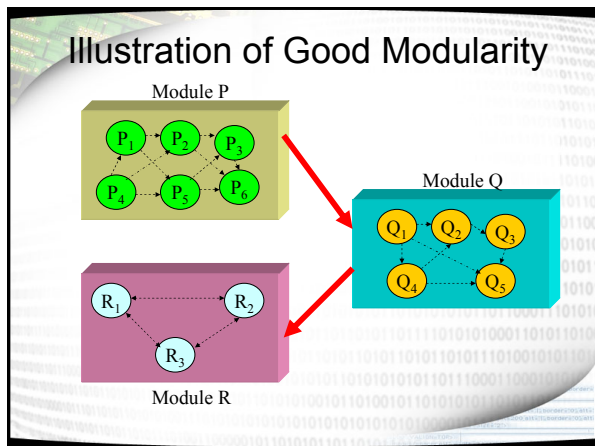 Illustration of Good Modularity
Module P
P₁ P₂ P₃
P₄ P₅ P₆
Module Q
Q₁ Q₂ Q₃
Q₄ Q₅
R₁ R₂
R₃
Module R